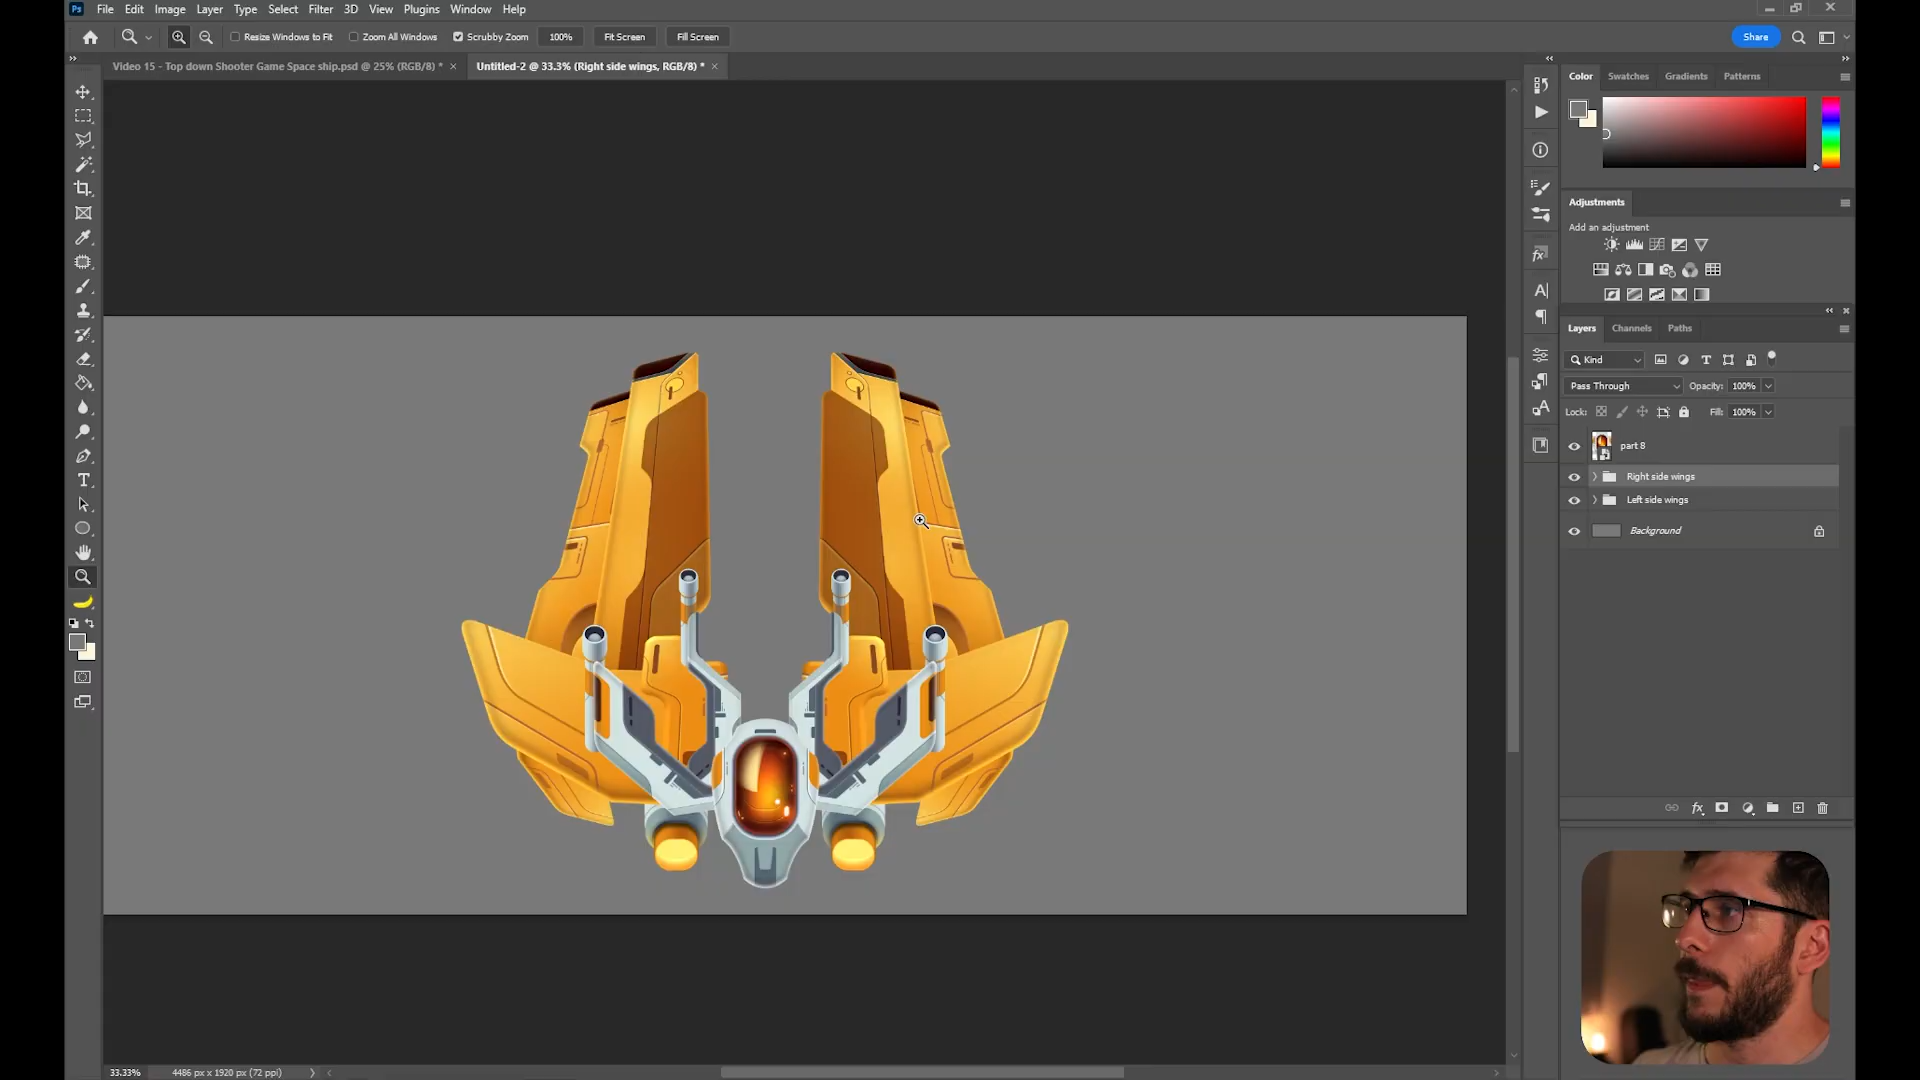 Ps File Edit Image Layer Type Select Filter 3D View Plugins Window Help
Resize Windows to Fit Zoom All Windows Scrubby Zoom 100% Fit Screen Fill Screen Share
Video 15 - Top down Shooter Game Space ship.psd @ 25% (RGB/8) * × Untitled-2 @ 33.3% (Right side wings, RGB/8) * ×
Color Swatches Gradients Patterns
Adjustments
Add an adjustment
Layers Channels Paths
Kind
Pass Through Opacity: 100%
Lock: Fill: 100%
part 8
Right side wings
Left side wings
Background
fx
33.33% 4486 px x 1920 px (72 ppi)